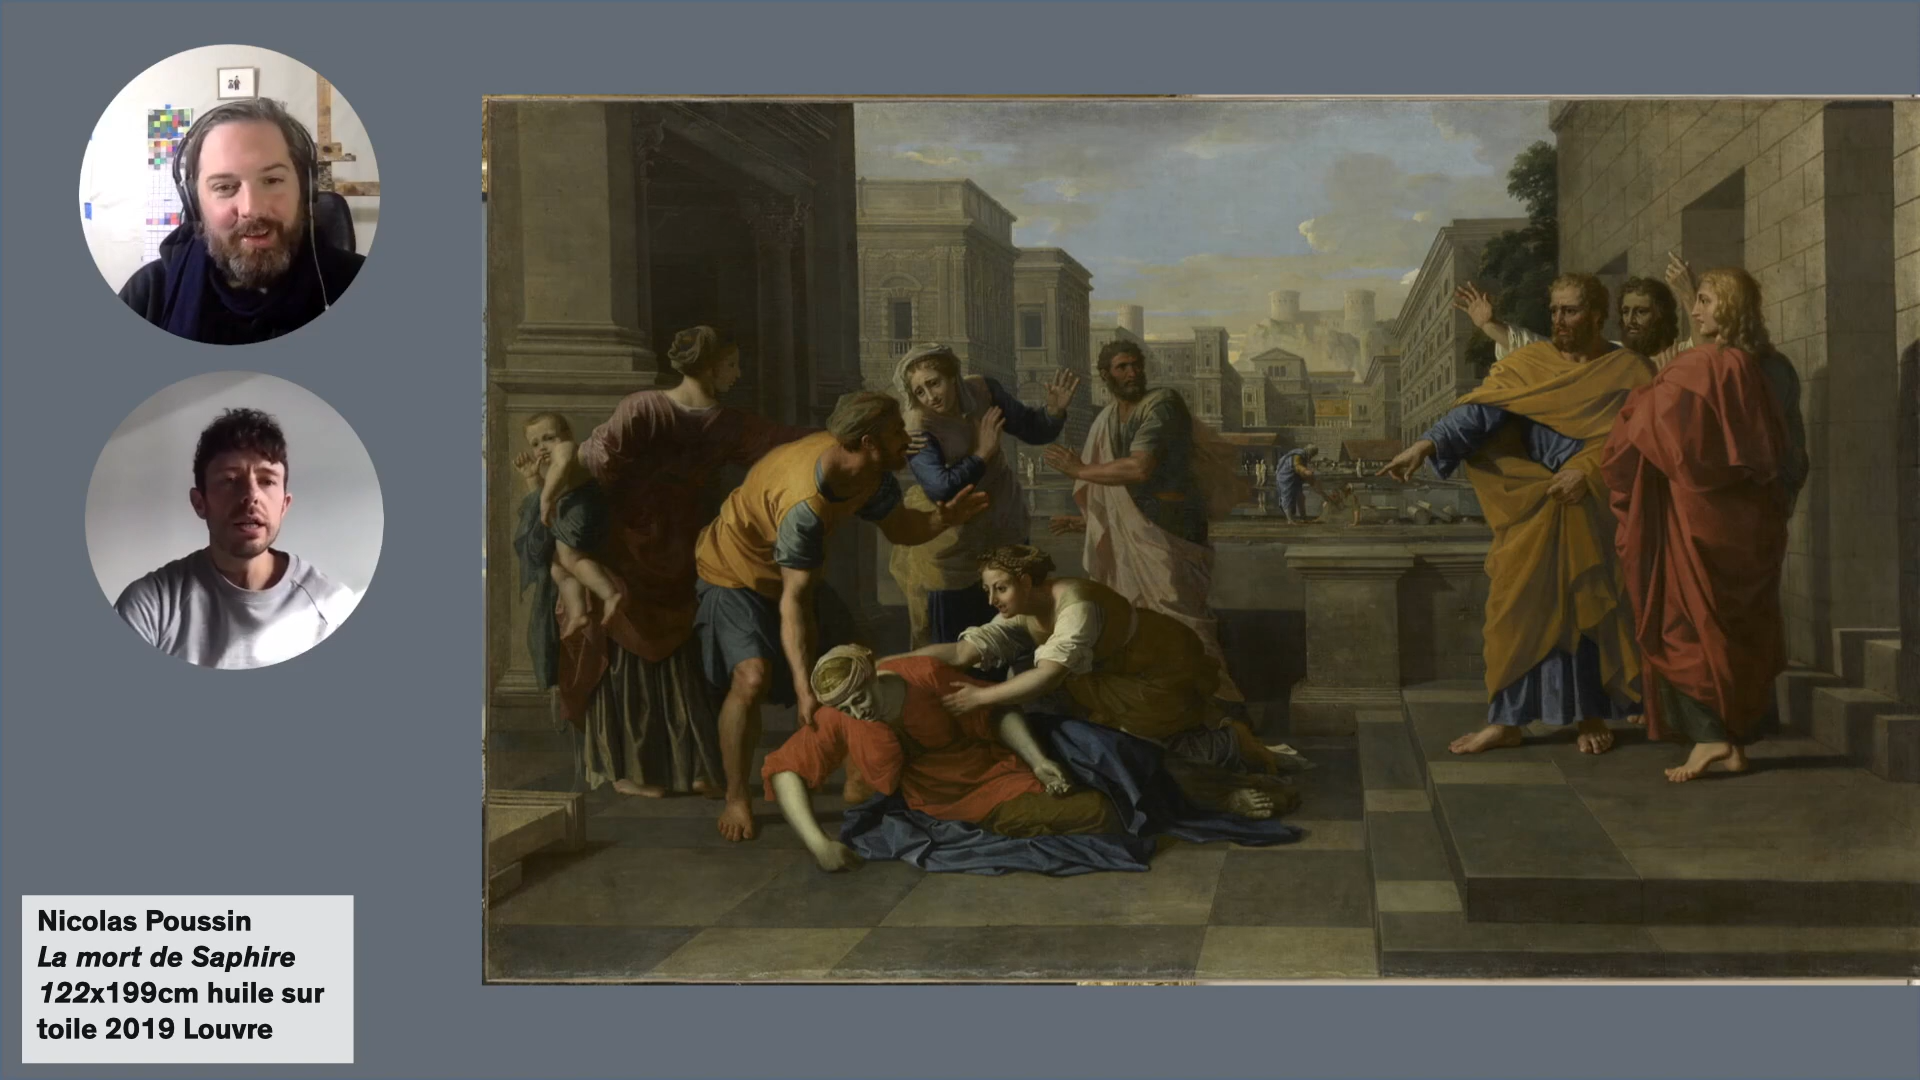 Nicolas Poussin
La mort de Saphire
122x199cm huile sur
toile 2019 Louvre